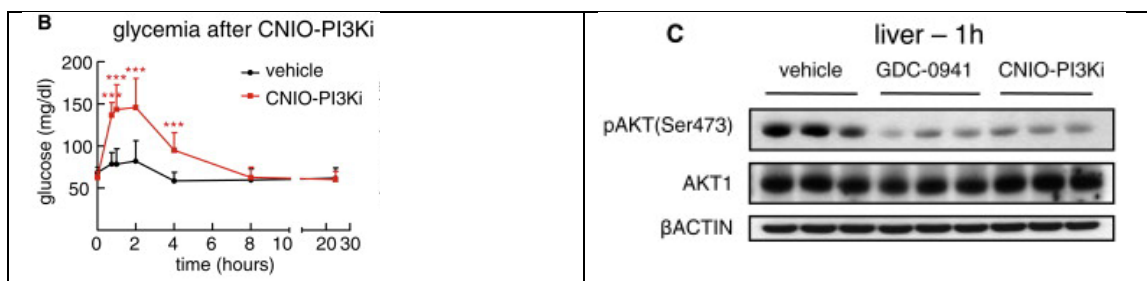 B
glycemia after CNIO-PI3Ki
200
150
100
50
glucose (mg/dl)
***
***
***
***
vehicle
CNIO-PI3Ki
0 2 4 6 8 10 20 30
time (hours)
C
liver – 1h
vehicle GDC-0941 CNIO-PI3Ki
pAKT(Ser473)
AKT1
βACTIN